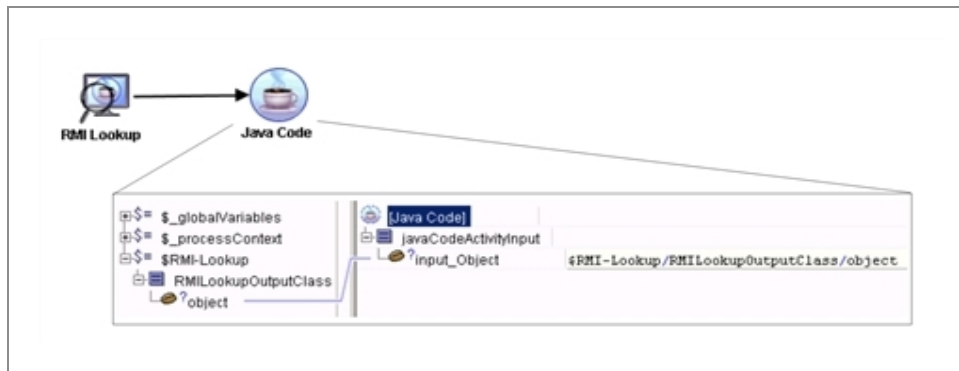 RMI Lookup
Java Code
$= $_globalVariables
$= $_processContext
$= $RMI-Lookup
RMILookupOutputClass
?object
[Java Code]
javaCodeActivityInput
?input_Object $RMI-Lookup/RMILookupOutputClass/object